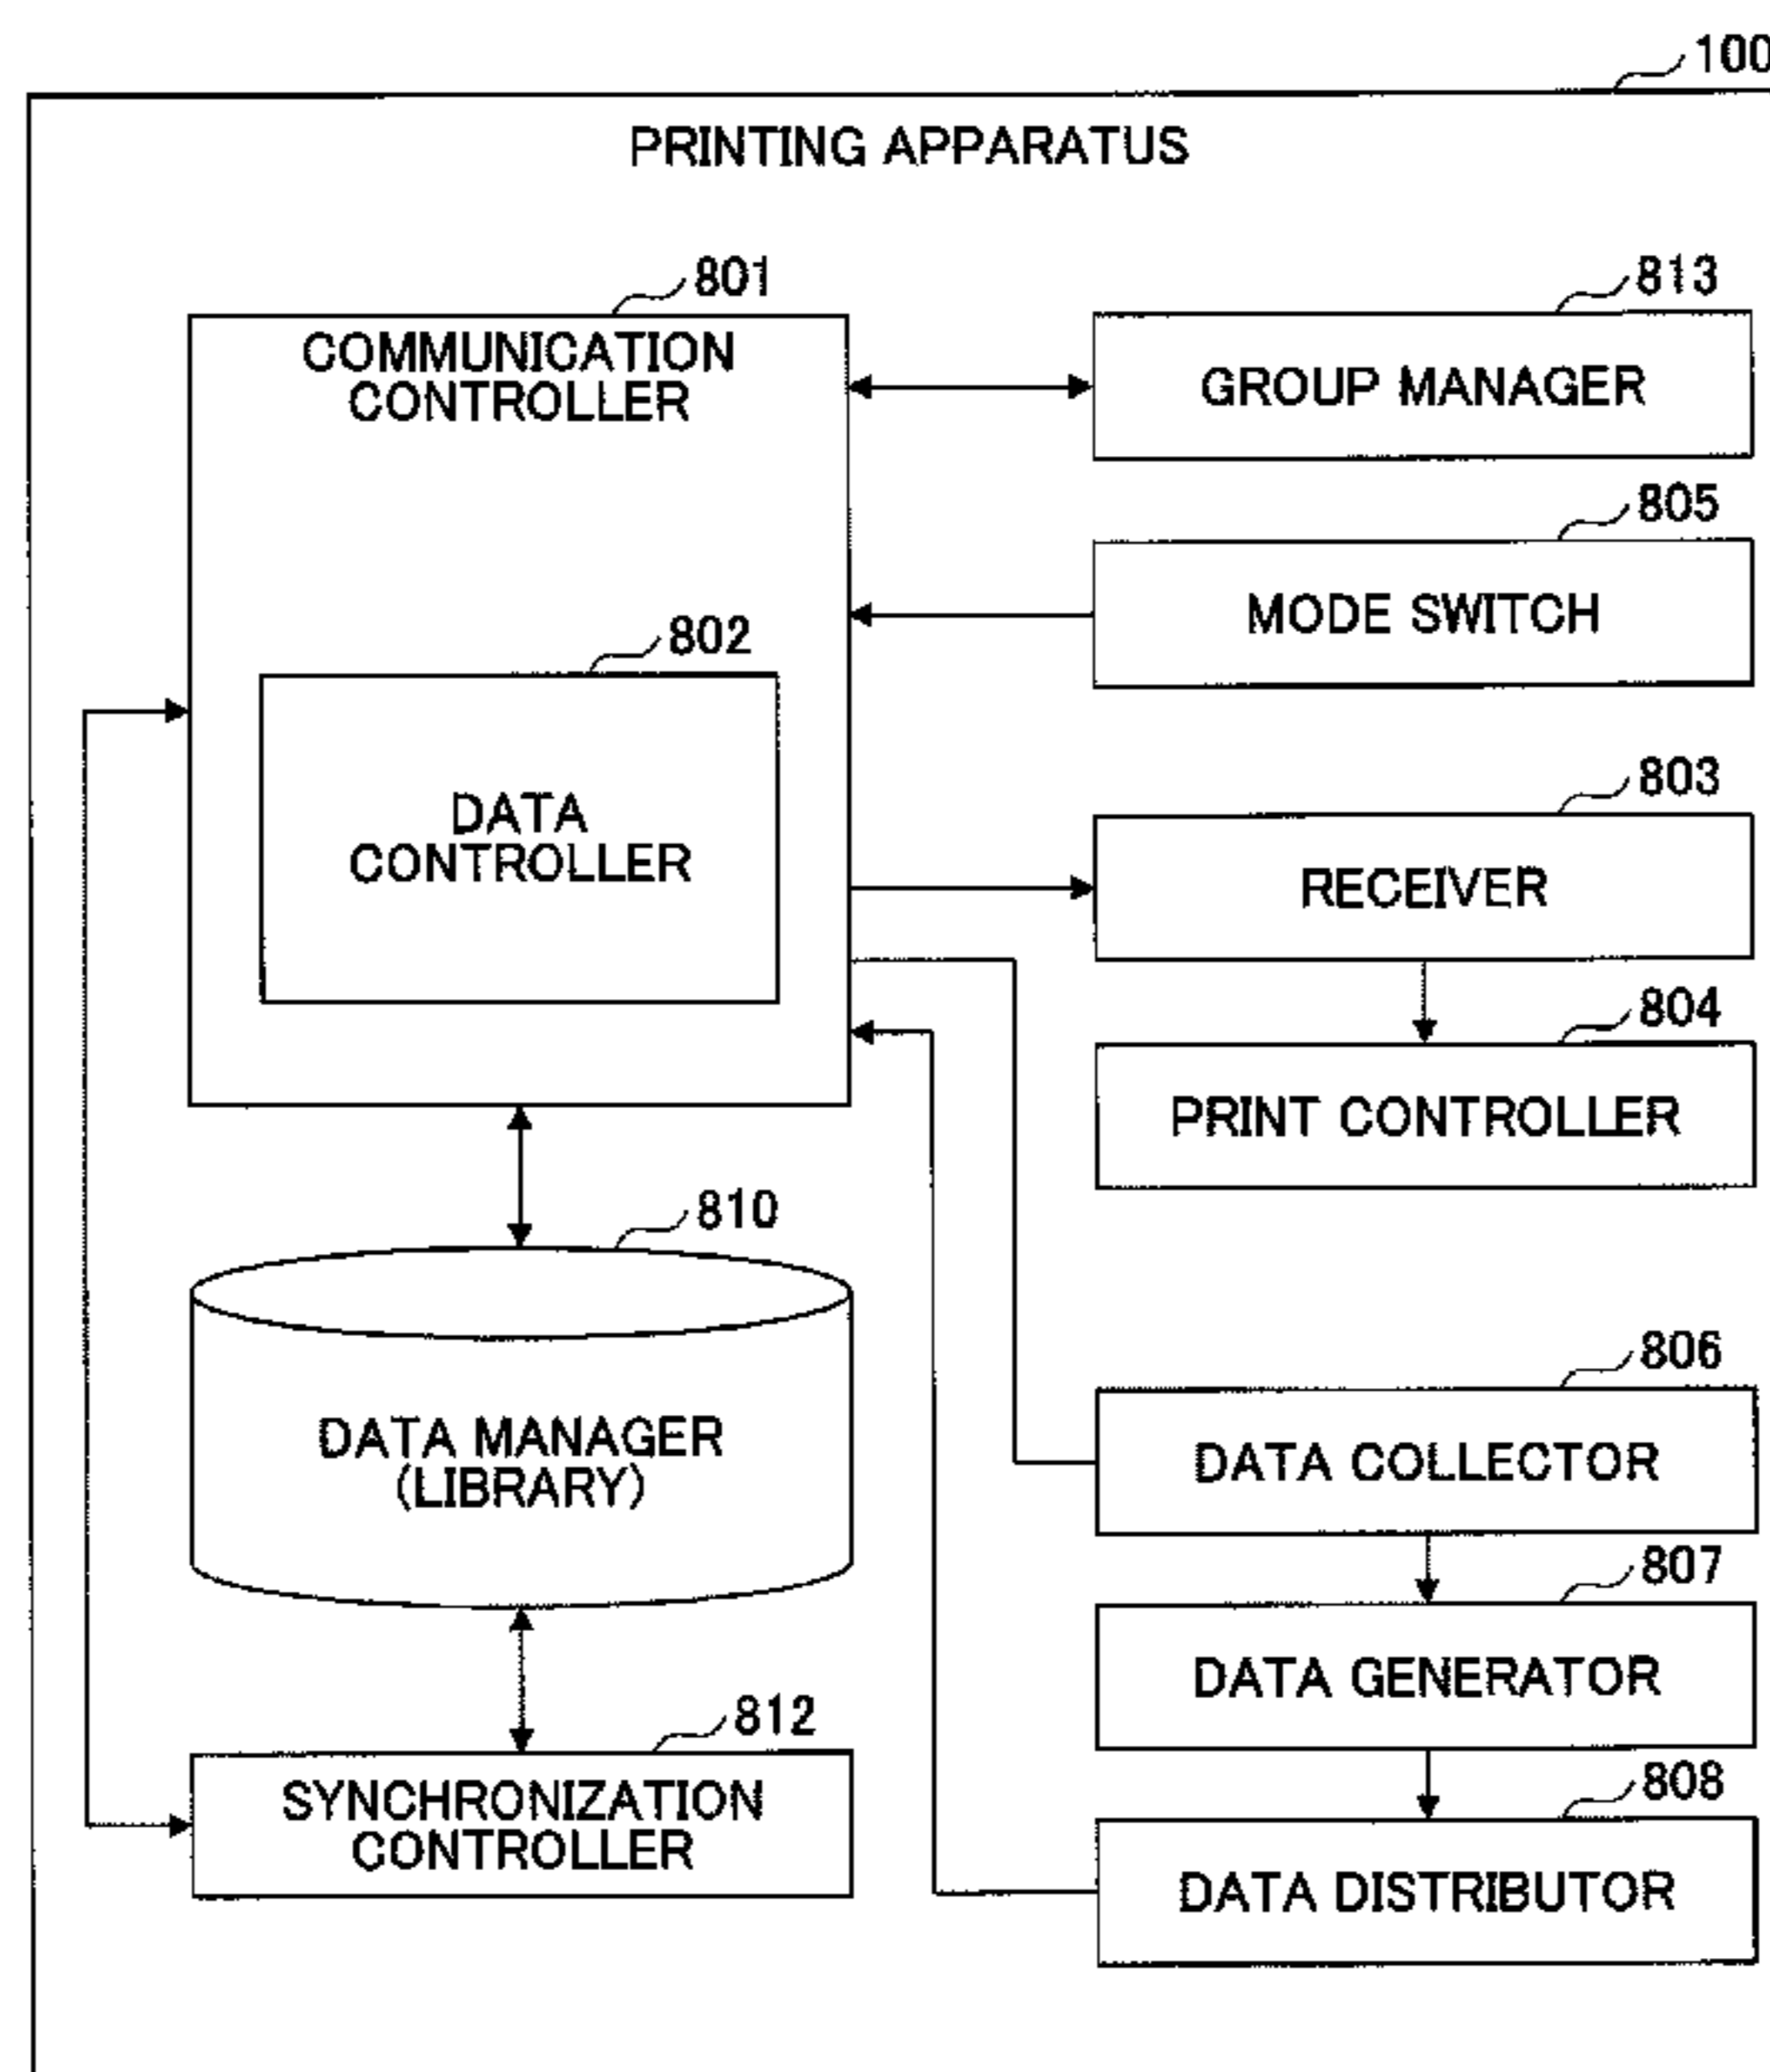 100
PRINTING APPARATUS
801
COMMUNICATION
CONTROLLER
813
GROUP MANAGER
805
MODE SWITCH
802
DATA
CONTROLLER
803
RECEIVER
804
PRINT CONTROLLER
810
DATA MANAGER
(LIBRARY)
806
DATA COLLECTOR
807
DATA GENERATOR
812
SYNCHRONIZATION
CONTROLLER
808
DATA DISTRIBUTOR